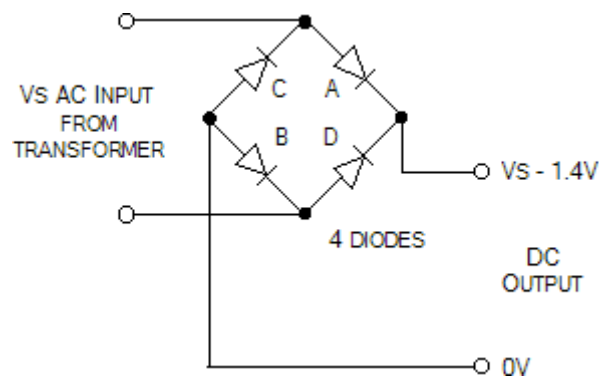 C A
VS AC INPUT
FROM
TRANSFORMER
B D
VS - 1.4V
4 DIODES
DC
OUTPUT
0V